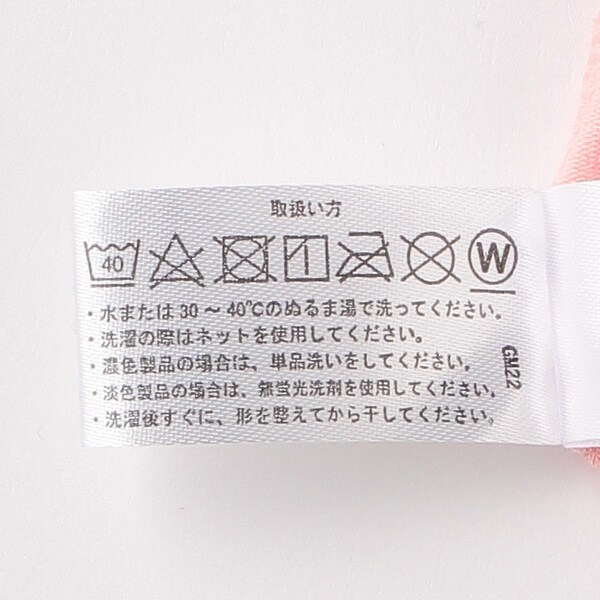 取扱い方
40 W
・水または30～40℃のぬるま湯で洗ってください。
・洗濯の際はネットを使用してください。
・濃色製品の場合は、単品洗いをしてください。
・淡色製品の場合は、無蛍光洗剤を使用してください。
・洗濯後すぐに、形を整えてから干してください。
GM22